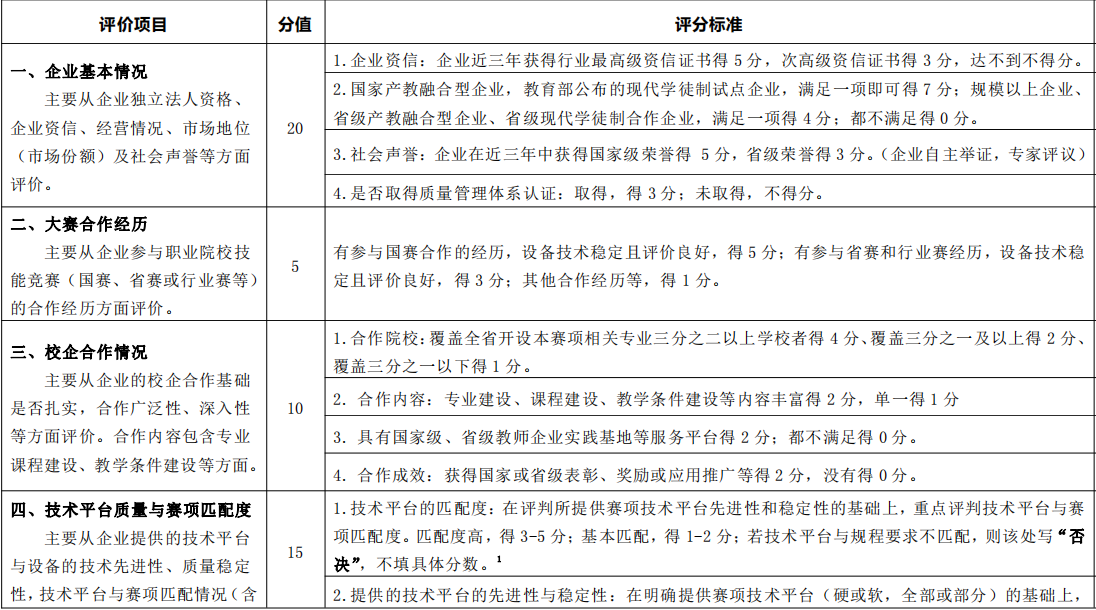 评价项目 分值 评分标准
一、企业基本情况
主要从企业独立法人资格、
企业资信、经营情况、市场地位
（市场份额）及社会声誉等方面
评价。
20
1.企业资信：企业近三年获得行业最高级资信证书得 5 分，次高级资信证书得 3 分，达不到不得分。
2.国家产教融合型企业，教育部公布的现代学徒制试点企业，满足一项即可得 7 分；规模以上企业、
省级产教融合型企业、省级现代学徒制合作企业，满足一项得 4 分；都不满足得 0 分。
3.社会声誉：企业在近三年中获得国家级荣誉得 5 分，省级荣誉得 3 分。（企业自主举证，专家评议）
4.是否取得质量管理体系认证：取得，得 3 分；未取得，不得分。
二、大赛合作经历
主要从企业参与职业院校技
能竞赛（国赛、省赛或行业赛等）
的合作经历方面评价。
5
有参与国赛合作的经历，设备技术稳定且评价良好，得 5 分；有参与省赛和行业赛经历，设备技术稳
定且评价良好，得 3 分；其他合作经历等，得 1 分。
三、校企合作情况
主要从企业的校企合作基础
是否扎实，合作广泛性、深入性
等方面评价。合作内容包含专业
课程建设、教学条件建设等方面。
10
1.合作院校：覆盖全省开设本赛项相关专业三分之二以上学校者得 4 分、覆盖三分之一及以上得 2 分、
覆盖三分之一以下得 1 分。
2. 合作内容：专业建设、课程建设、教学条件建设等内容丰富得 2 分，单一得 1 分
3. 具有国家级、省级教师企业实践基地等服务平台得 2 分；都不满足得 0 分。
4. 合作成效：获得国家或省级表彰、奖励或应用推广等得 2 分，没有得 0 分。
四、技术平台质量与赛项匹配度
主要从企业提供的技术平台
与设备的技术先进性、质量稳定
性，技术平台与赛项匹配情况（含
15
1.技术平台的匹配度：在评判所提供赛项技术平台先进性和稳定性的基础上，重点评判技术平台与赛
项匹配度。匹配度高，得 3-5 分；基本匹配，得 1-2 分；若技术平台与规程要求不匹配，则该处写“否
决”，不填具体分数。1
2.提供的技术平台的先进性与稳定性：在明确提供赛项技术平台（硬或软，全部或部分）的基础上，